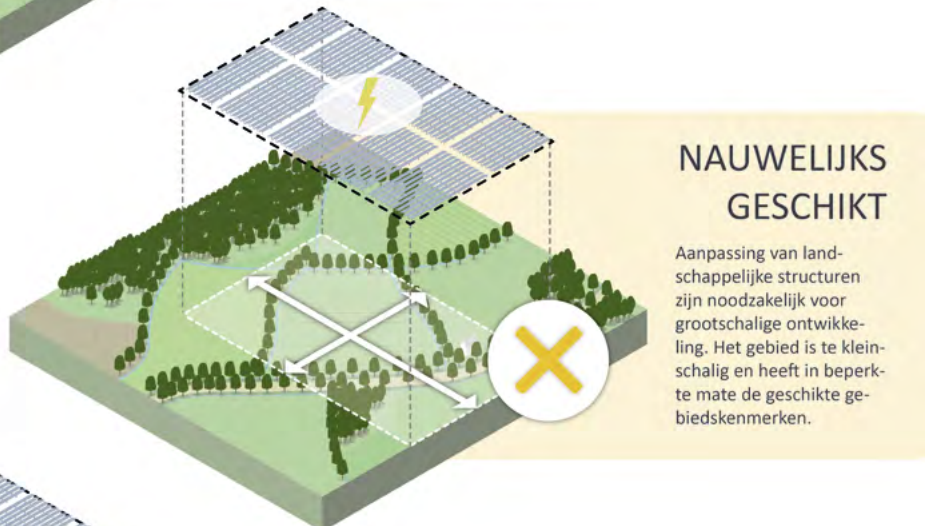 NAUWELIJKS
GESCHIKT
Aanpassing van land-
schappelijke structuren
zijn noodzakelijk voor
grootschalige ontwikke-
ling. Het gebied is te klein-
schalig en heeft in beperk-
te mate de geschikte ge-
biedskenmerken.